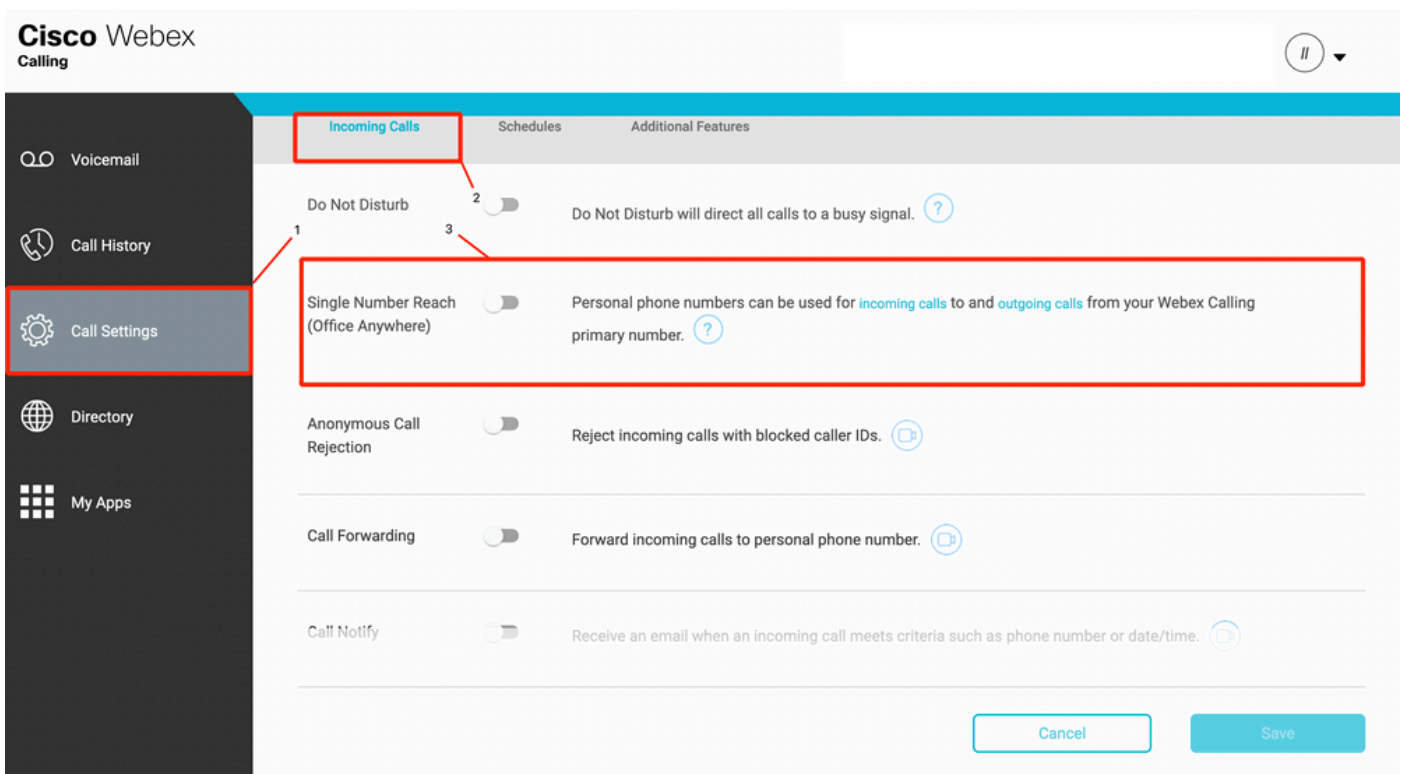 Cisco Webex
Calling
//
Incoming Calls
Schedules
Additional Features
Voicemail
Do Not Disturb
2
Do Not Disturb will direct all calls to a busy signal. ?
1
3
Call History
Single Number Reach
(Office Anywhere)
Personal phone numbers can be used for incoming calls to and outgoing calls from your Webex Calling
primary number. ?
Call Settings
Directory
Anonymous Call
Rejection
Reject incoming calls with blocked caller IDs.
My Apps
Call Forwarding
Forward incoming calls to personal phone number.
Call Notify
Receive an email when an incoming call meets criteria such as phone number or date/time.
Cancel
Save